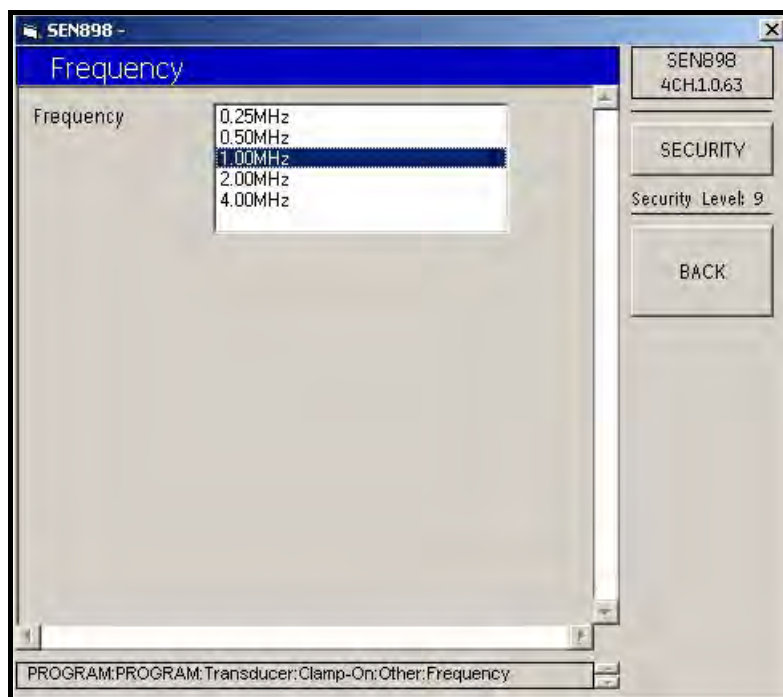 SEN898 -
Frequency
SEN898
4CH.1.0.63
Frequency
0.25MHz
0.50MHz
1.00MHz
2.00MHz
4.00MHz
SECURITY
Security Level: 9
BACK
PROGRAM:PROGRAM:Transducer:Clamp-On:Other:Frequency